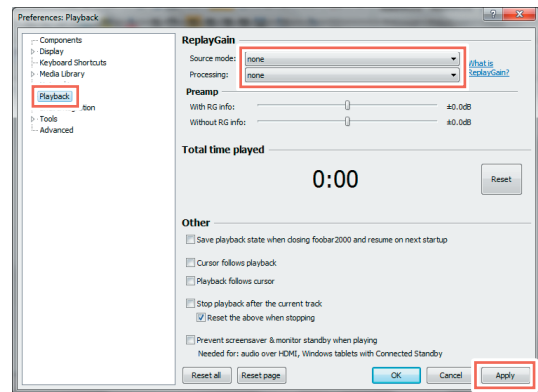 Preferences: Playback
Components
Display
Keyboard Shortcuts
Media Library
Playback
Tools
Advanced
ReplayGain
Source mode: none
Processing: none
What is
ReplayGain?
Preamp
With RG info: ±0.0dB
Without RG info: ±0.0dB
Total time played
0:00
Reset
Other
Save playback state when closing foobar2000 and resume on next startup
Cursor follows playback
Playback follows cursor
Stop playback after the current track
Reset the above when stopping
Prevent screensaver & monitor standby when playing
Needed for: audio over HDMI, Windows tablets with Connected Standby
Reset all Reset page OK Cancel Apply